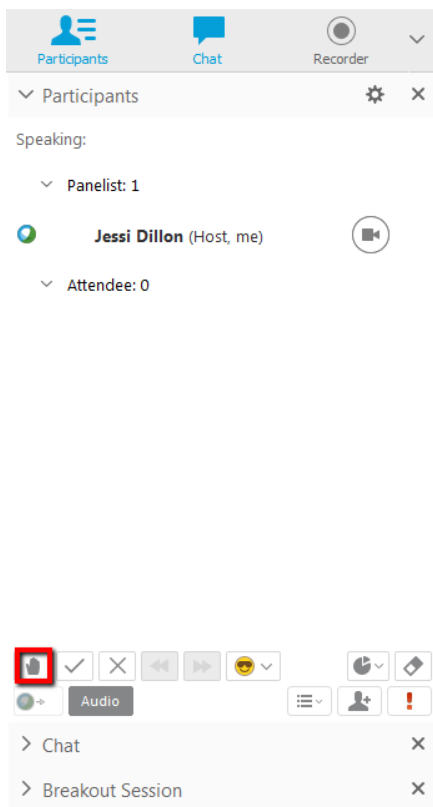 Participants Chat Recorder
Participants
Speaking:
Panelist: 1
Jessi Dillon (Host, me)
Attendee: 0
Audio
Chat
Breakout Session